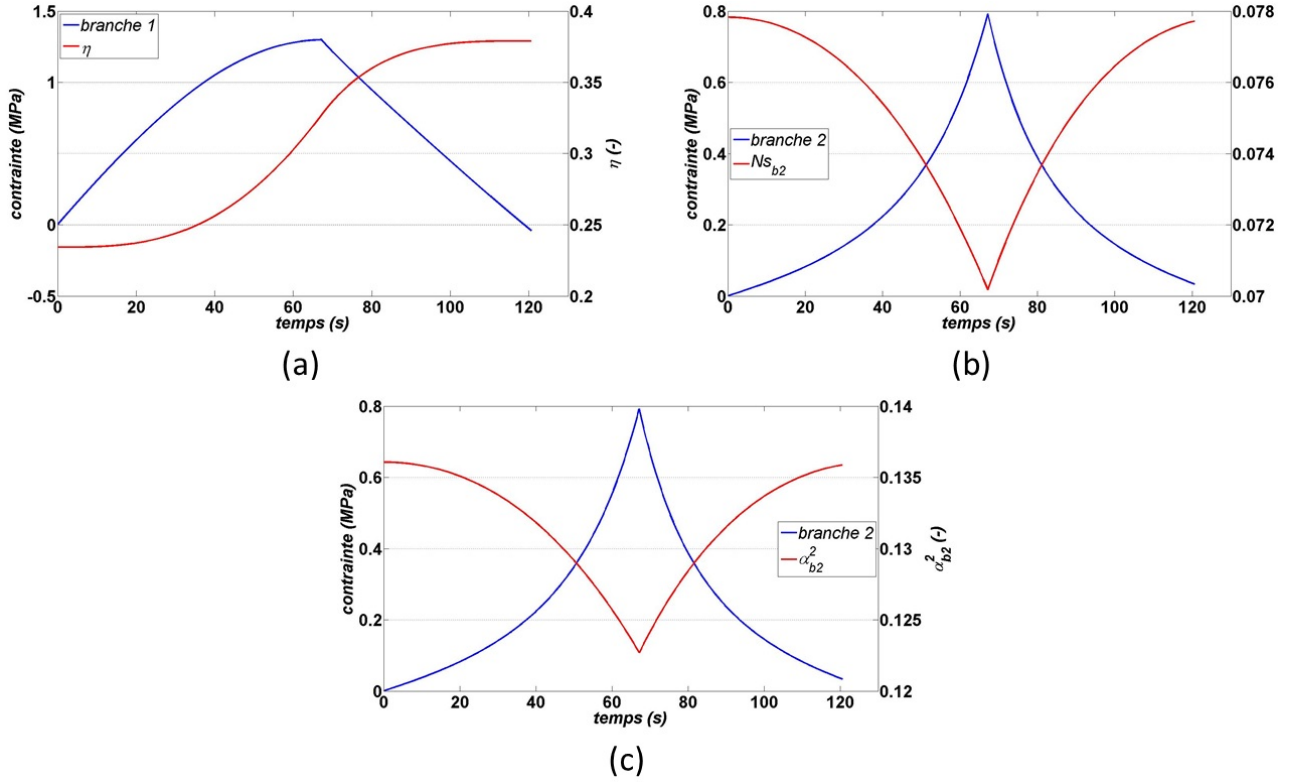 1.5
1
0
-0.5
contrainte (MPa)
branche 1
η
0.4
0.35
0.3
0.25
0.2
η (-)
0 20 40 60 80 100 120
temps (s)
(a)
0.8
0.6
0.4
0.2
0
contrainte (MPa)
branche 2
Ns_b2
0.078
0.076
0.074
0.072
0.07
0 20 40 60 80 100 120
temps (s)
(b)
0.8
0.6
0.4
0.2
0
contrainte (MPa)
branche 2
α²_b2
0.14
0.135
0.13
0.125
0.12
α²_b2 (-)
0 20 40 60 80 100 120
temps (s)
(c)